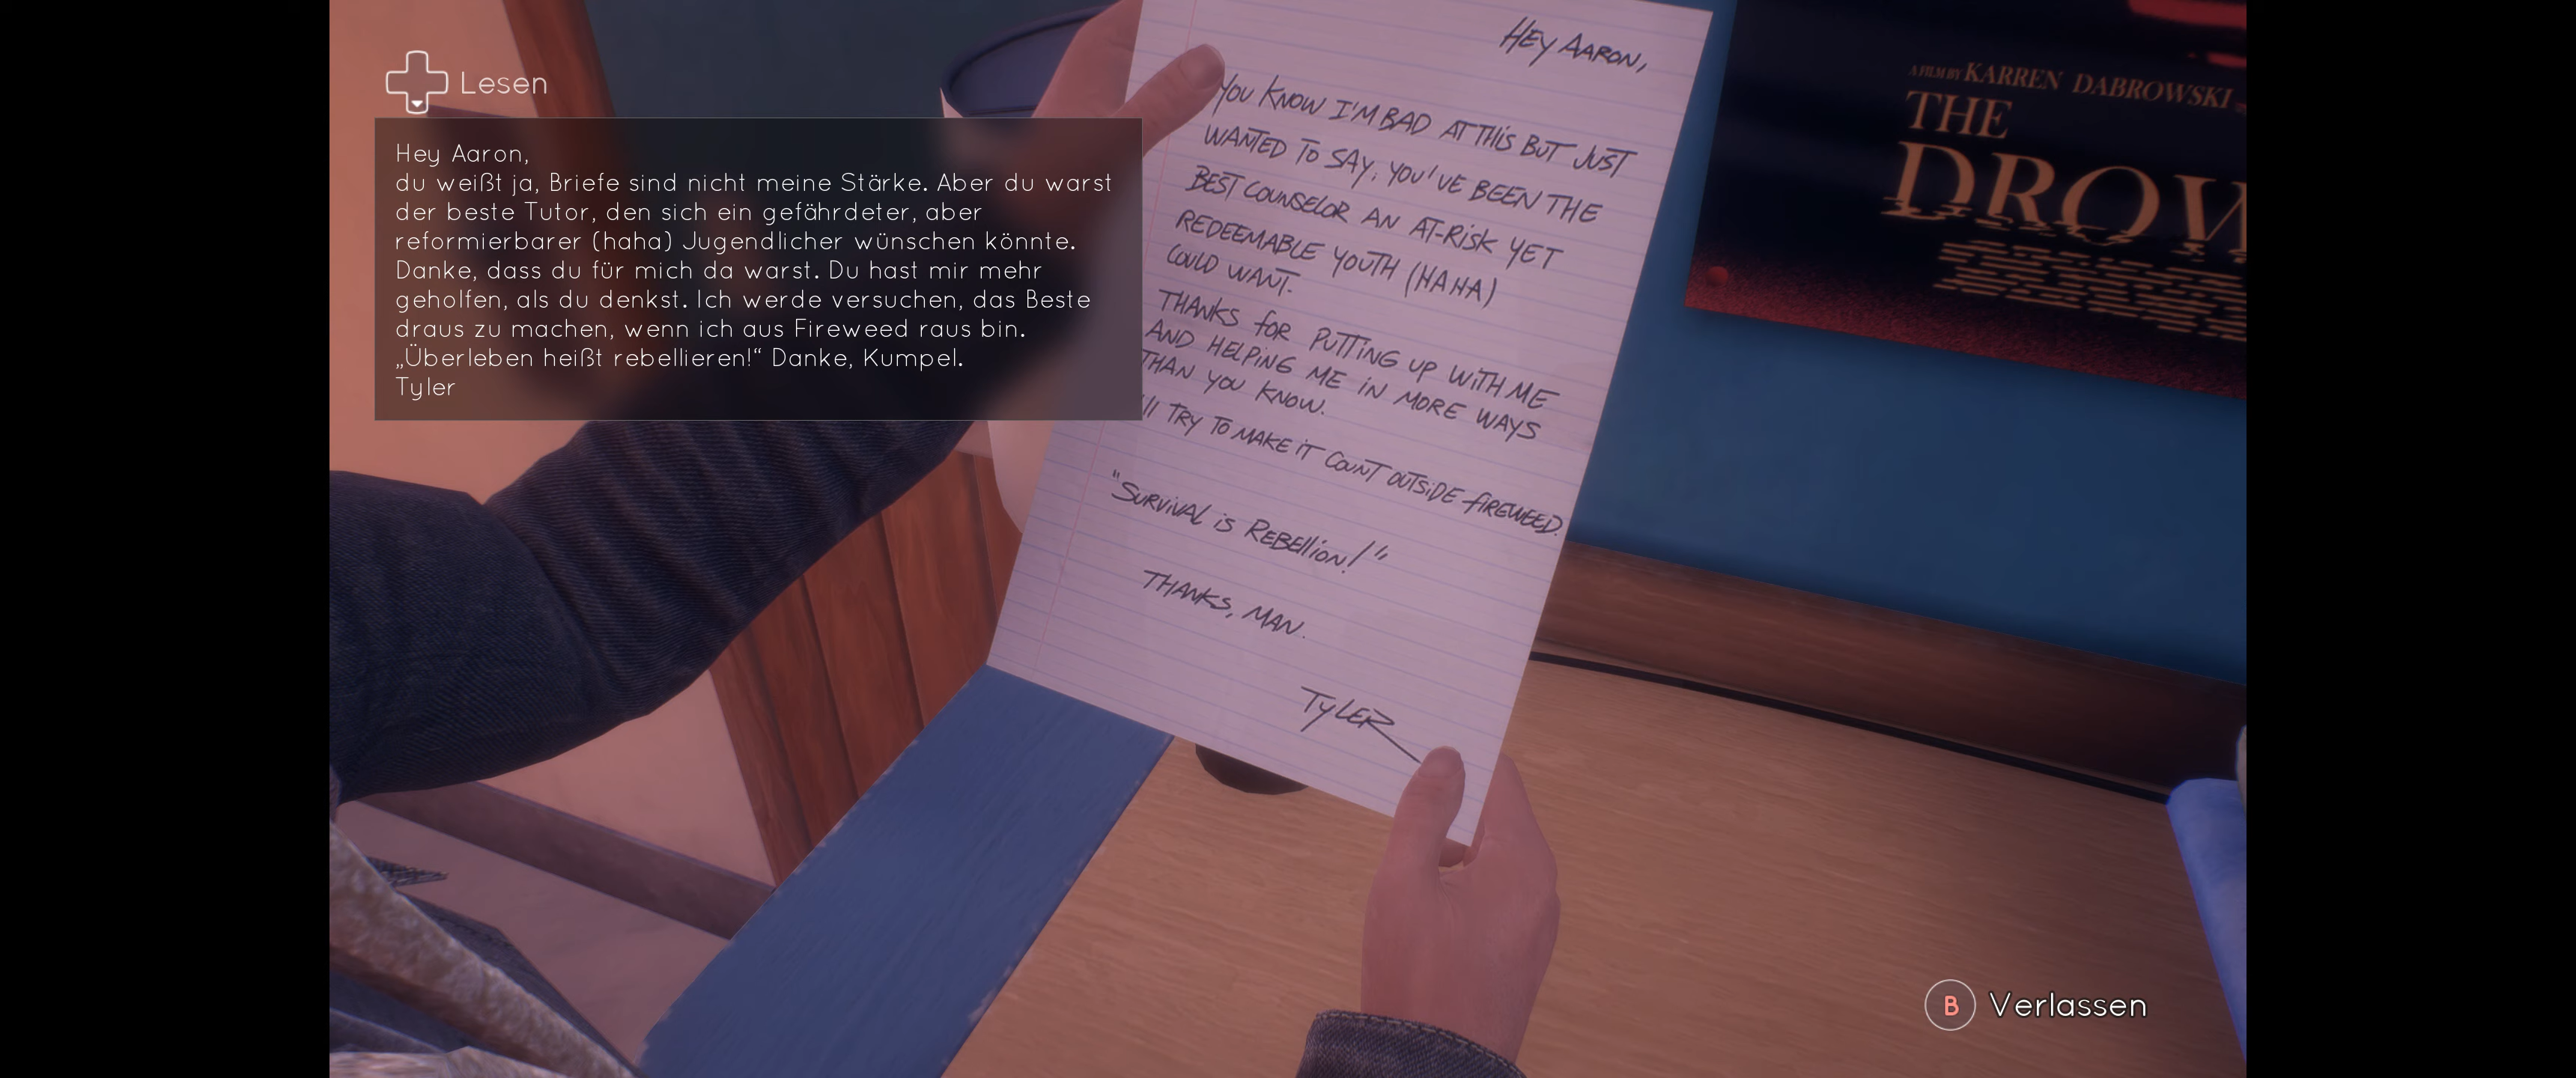 Lesen
Hey Aaron,
du weißt ja, Briefe sind nicht meine Stärke. Aber du warst
der beste Tutor, den sich ein gefährdeter, aber
reformierbarer (haha) Jugendlicher wünschen könnte.
Danke, dass du für mich da warst. Du hast mir mehr
geholfen, als du denkst. Ich werde versuchen, das Beste
draus zu machen, wenn ich aus Fireweed raus bin.
„Überleben heißt rebellieren!“ Danke, Kumpel.
Tyler
HEY AARON,
YOU KNOW I'M BAD AT THIS BUT JUST
WANTED TO SAY, YOU'VE BEEN THE
BEST COUNSELOR AN AT-RISK YET
REDEEMABLE YOUTH (HAHA)
COULD WANT.
THANKS FOR PUTTING UP WITH ME
AND HELPING ME IN MORE WAYS
THAN YOU KNOW.
I'll TRY TO MAKE IT COUNT OUTSIDE FIREWEED.
"SURVIVAL IS REBELLION!"
THANKS, MAN.
TYLER
A FILM BY KARREN DABROWSKI
THE
DROW
B Verlassen